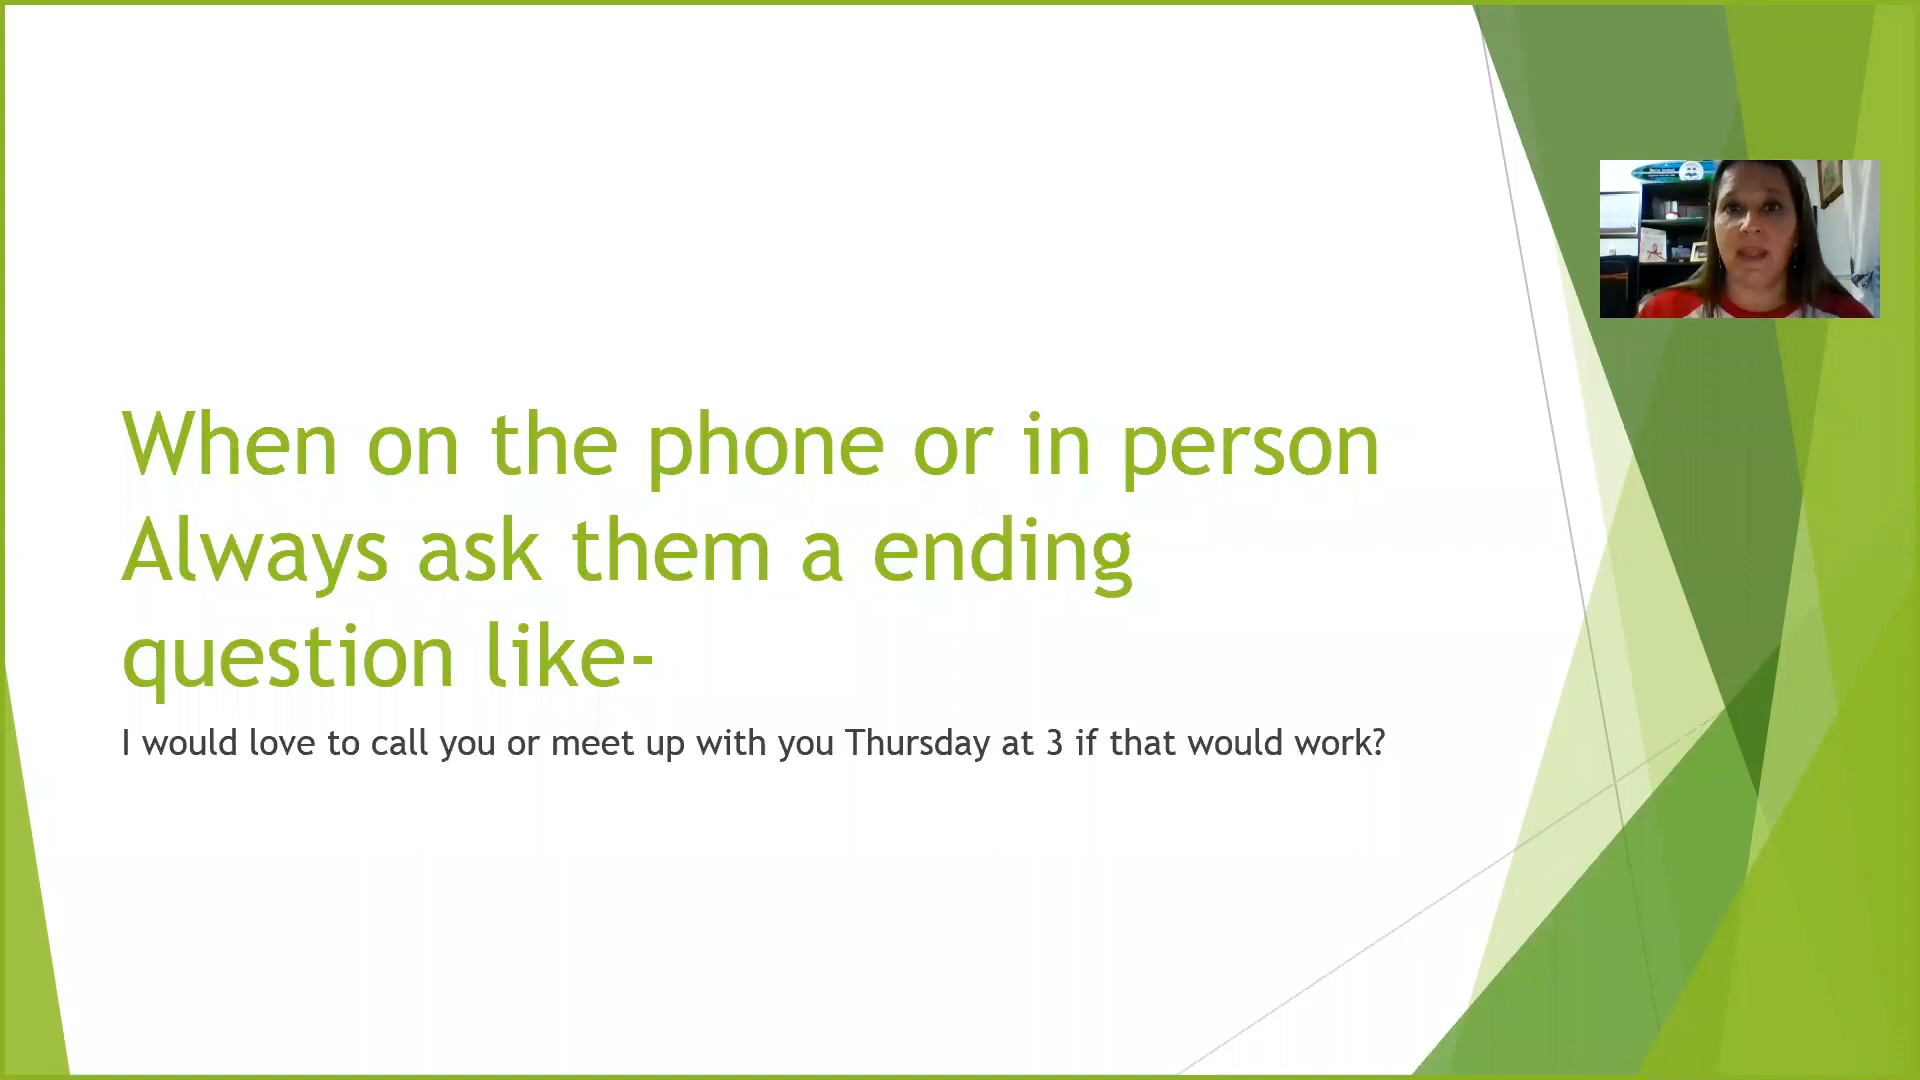 When on the phone or in person
Always ask them a ending
question like-
I would love to call you or meet up with you Thursday at 3 if that would work?